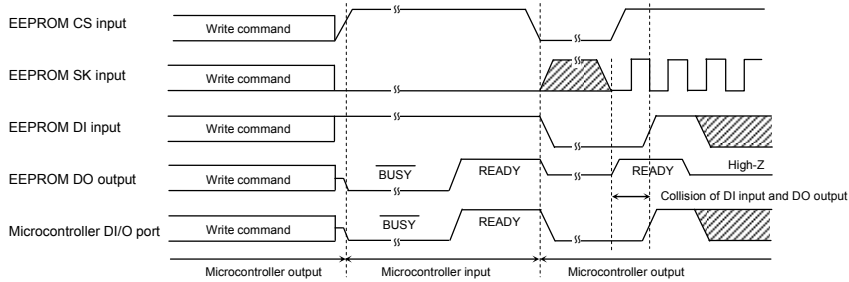 EEPROM CS input
Write command
EEPROM SK input
Write command
EEPROM DI input
Write command
EEPROM DO output
Write command
BUSY
READY
READY
High-Z
Collision of DI input and DO output
Microcontroller DI/O port
Write command
BUSY
READY
Microcontroller output
Microcontroller input
Microcontroller output